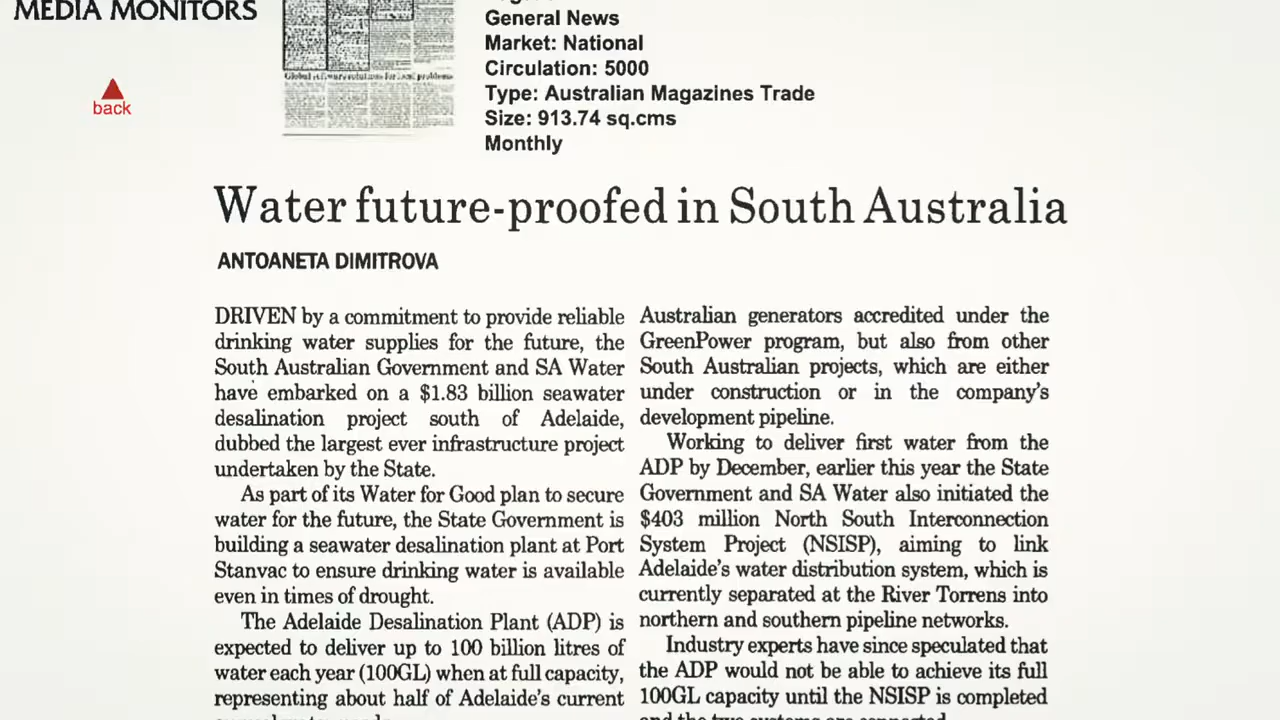 MEDIA MONITORS
General News
Market: National
Circulation: 5000
Type: Australian Magazines Trade
Size: 913.74 sq.cms
Monthly
back
Water future-proofed in South Australia
ANTOANETA DIMITROVA
DRIVEN by a commitment to provide reliable
drinking water supplies for the future, the
South Australian Government and SA Water
have embarked on a $1.83 billion seawater
desalination project south of Adelaide,
dubbed the largest ever infrastructure project
undertaken by the State.
As part of its Water for Good plan to secure
water for the future, the State Government is
building a seawater desalination plant at Port
Stanvac to ensure drinking water is available
even in times of drought.
The Adelaide Desalination Plant (ADP) is
expected to deliver up to 100 billion litres of
water each year (100GL) when at full capacity,
representing about half of Adelaide's current
Australian generators accredited under the
GreenPower program, but also from other
South Australian projects, which are either
under construction or in the company's
development pipeline.
Working to deliver first water from the
ADP by December, earlier this year the State
Government and SA Water also initiated the
$403 million North South Interconnection
System Project (NSISP), aiming to link
Adelaide's water distribution system, which is
currently separated at the River Torrens into
northern and southern pipeline networks.
Industry experts have since speculated that
the ADP would not be able to achieve its full
100GL capacity until the NSISP is completed
and the two systems are connected.